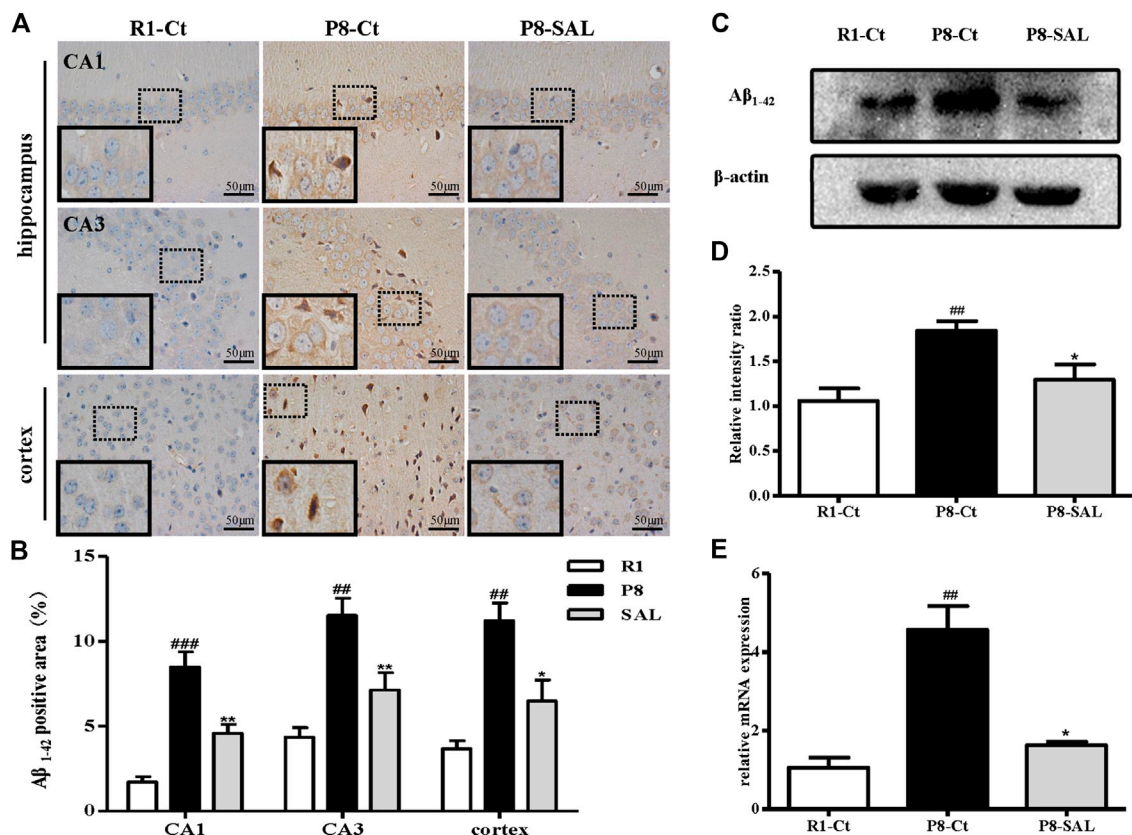 A
R1-Ct P8-Ct P8-SAL
hippocampus
CA1
50μm 50μm 50μm
CA3
50μm 50μm 50μm
cortex
50μm 50μm 50μm
B
Aβ 1-42 positive area (%)
15
10
5
0
### ** ## ** ## *
R1
P8
SAL
CA1 CA3 cortex
C
R1-Ct P8-Ct P8-SAL
Aβ1-42
β-actin
D
Relative intensity ratio
2.5
2.0
1.5
1.0
0.5
0.0
## *
R1-Ct P8-Ct P8-SAL
E
relative mRNA expression
6
4
2
0
## *
R1-Ct P8-Ct P8-SAL